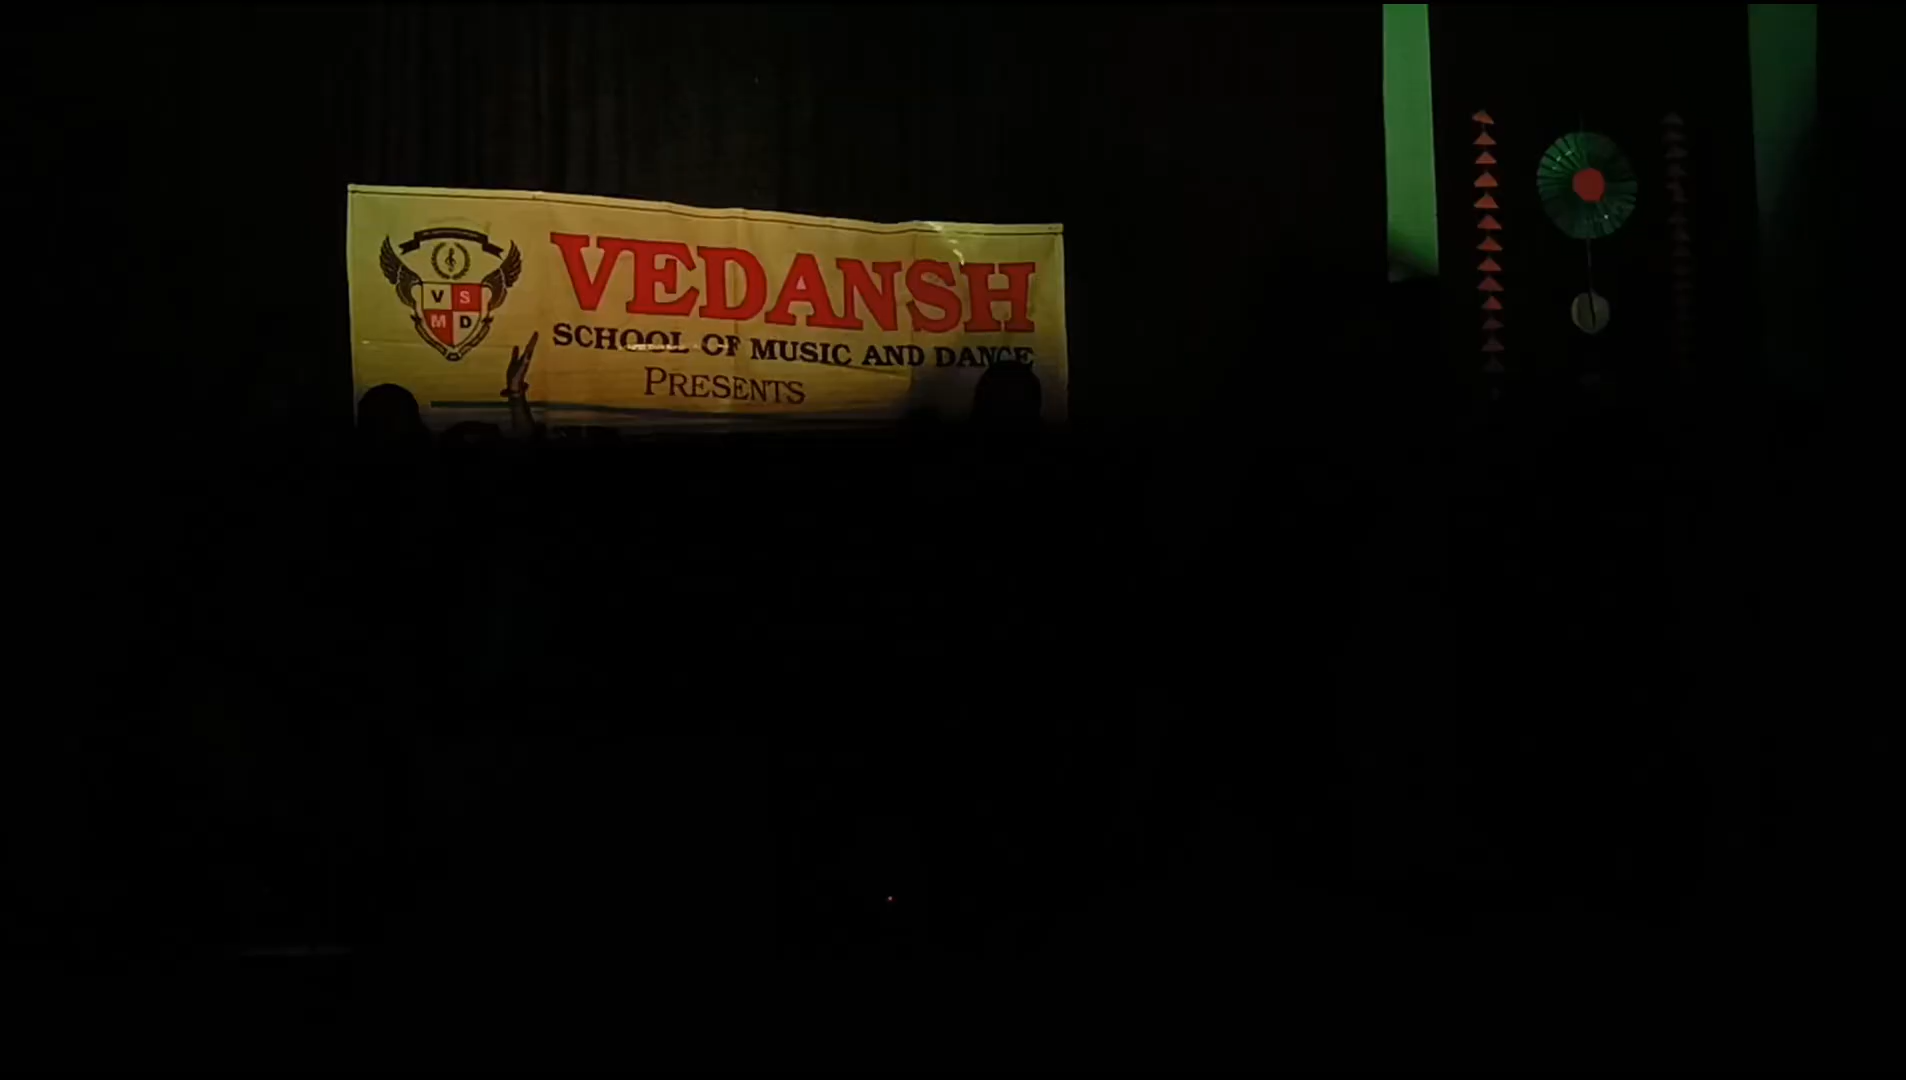 V S
M D
VEDANSH
SCHOOL OF MUSIC AND DANCE
PRESENTS